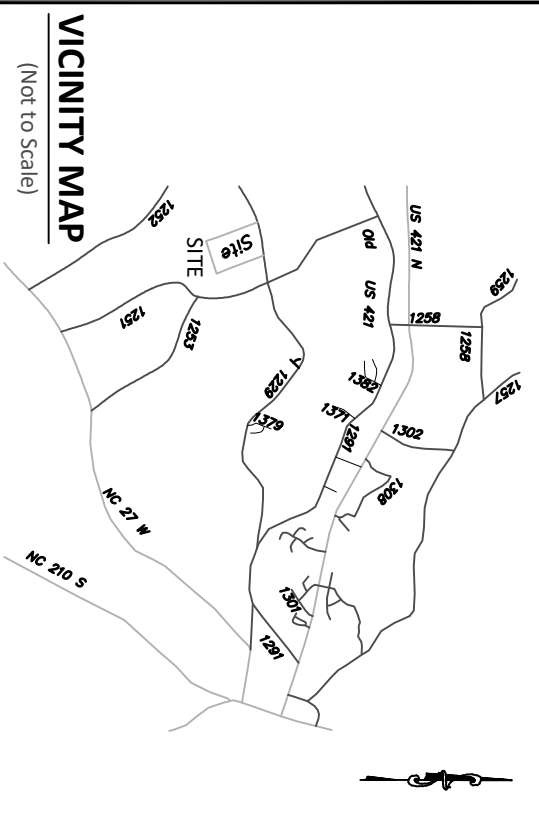 VICINITY MAP
(Not to Scale)
1252
Site
SITE
1251
1253
Old
US 421
US 421 N
1259
1258
1258
1257
1382
1371
1291
1302
1229
1379
1308
NC 27 W
NC 210 S
1301
1291